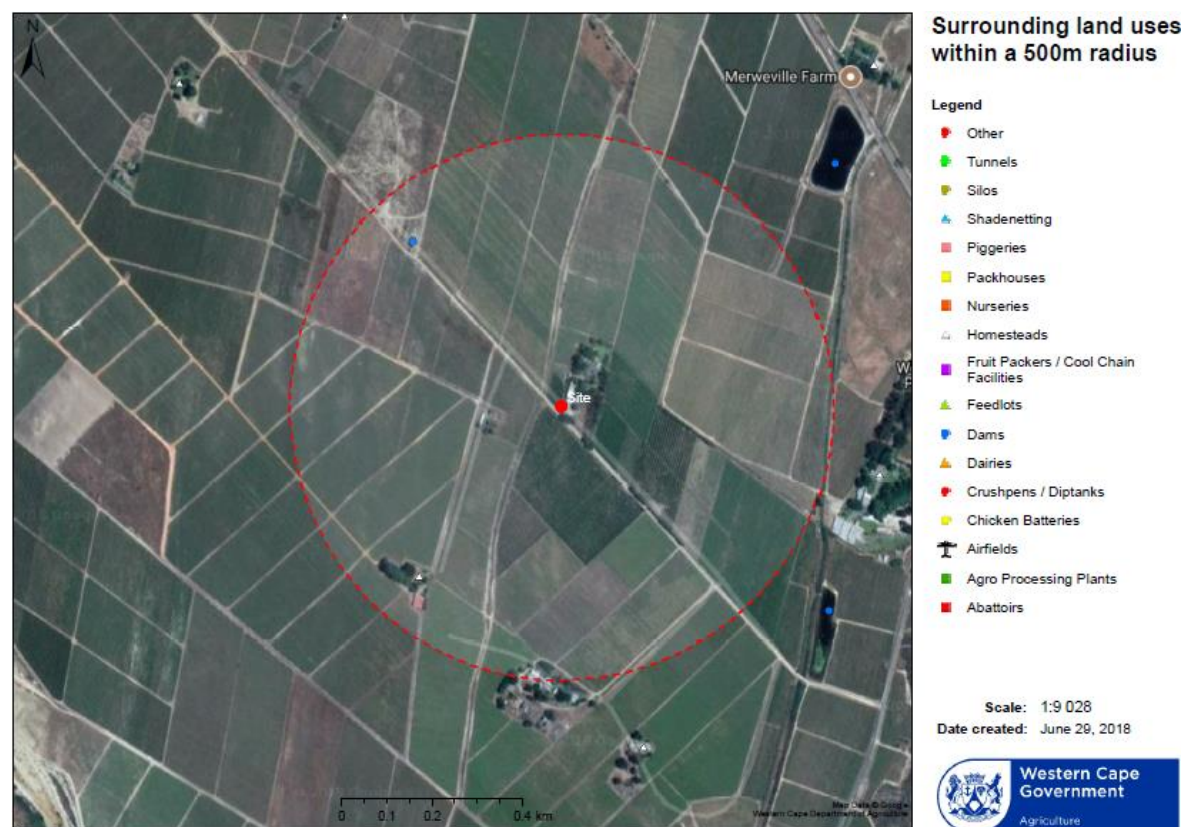 N
Merweville Farm
Site
W
F
0 0.1 0.2 0.4 km
Map Data © Google
Western Cape Department of Agriculture
Surrounding land uses
within a 500m radius
Legend
Other
Tunnels
Silos
Shadenetting
Piggeries
Packhouses
Nurseries
Homesteads
Fruit Packers / Cool Chain
Facilities
Feedlots
Dams
Dairies
Crushpens / Diptanks
Chicken Batteries
Airfields
Agro Processing Plants
Abattoirs
Scale: 1:9 028
Date created: June 29, 2018
Western Cape
Government
Agriculture